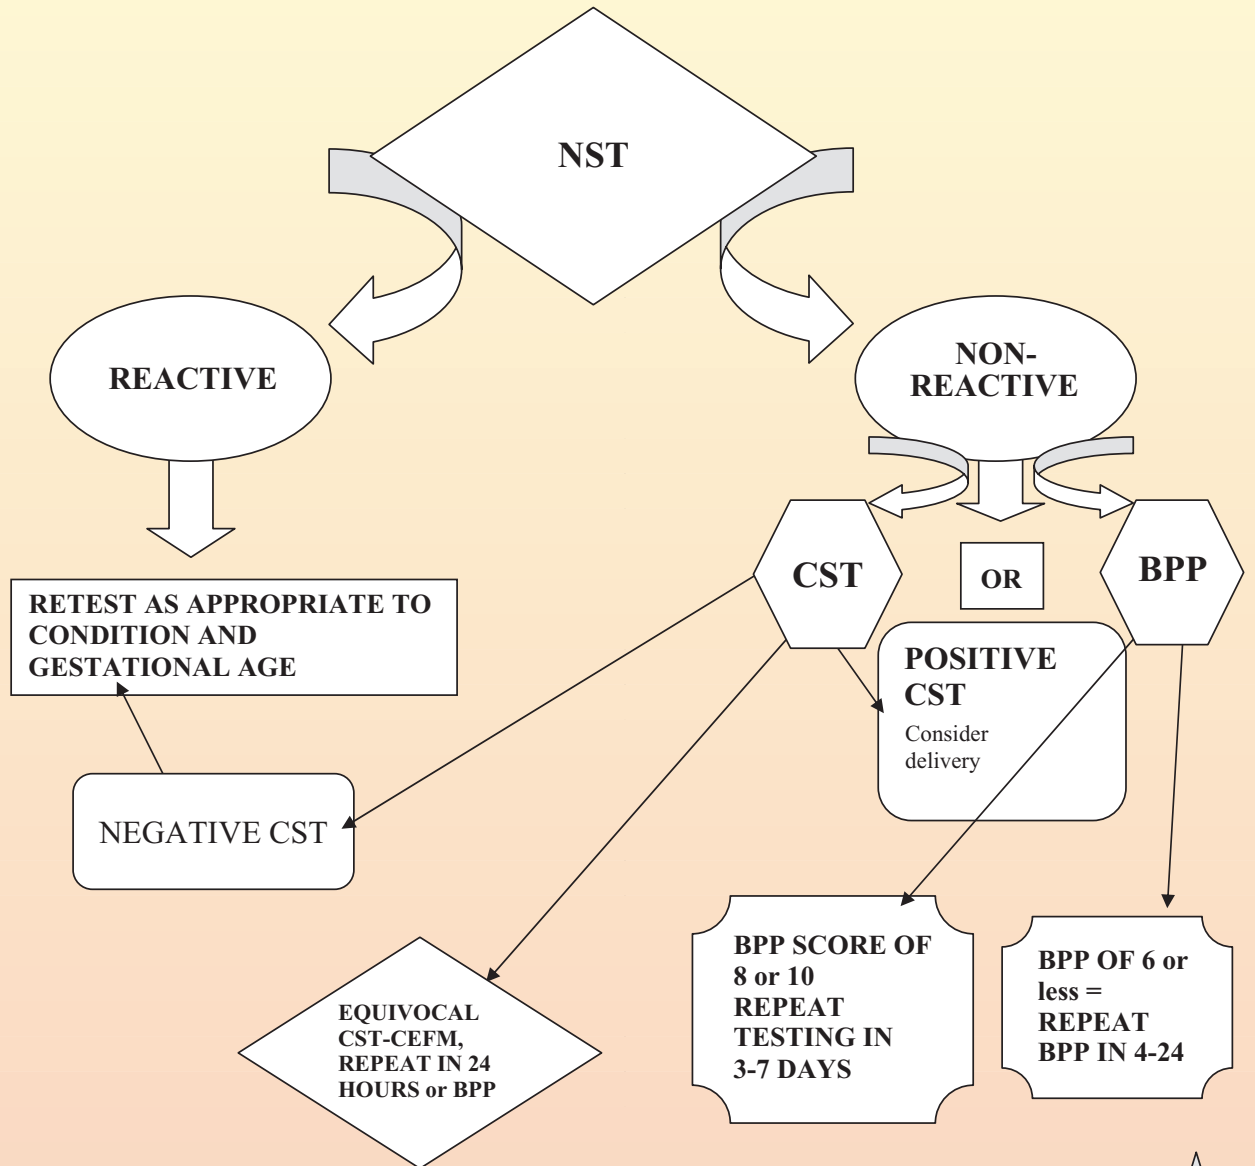 NST
REACTIVE
NON-
REACTIVE
CST
OR
BPP
RETEST AS APPROPRIATE TO
CONDITION AND
GESTATIONAL AGE
POSITIVE
CST
Consider
delivery
NEGATIVE CST
EQUIVOCAL
CST-CEFM,
REPEAT IN 24
HOURS or BPP
BPP SCORE OF
8 or 10
REPEAT
TESTING IN
3-7 DAYS
BPP OF 6 or
less =
REPEAT
BPP IN 4-24